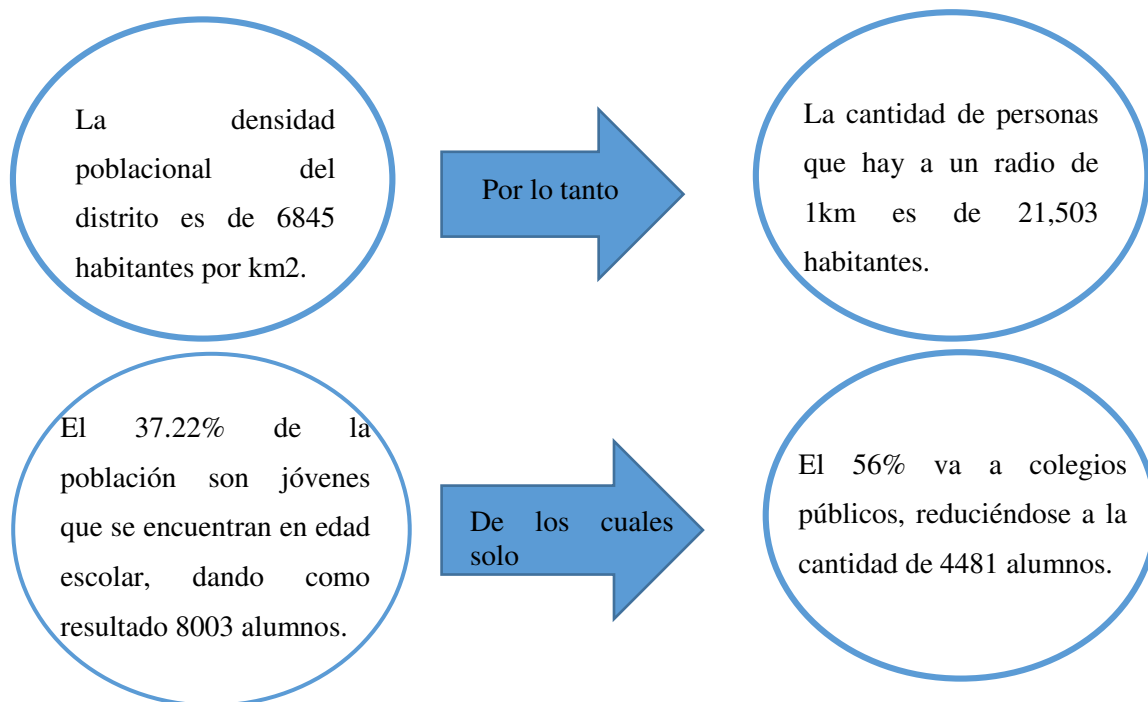 La densidad
poblacional del
distrito es de 6845
habitantes por km2.
Por lo tanto
La cantidad de personas
que hay a un radio de
1km es de 21,503
habitantes.
El 37.22% de la
población son jóvenes
que se encuentran en edad
escolar, dando como
resultado 8003 alumnos.
De los cuales
solo
El 56% va a colegios
públicos, reduciéndose a la
cantidad de 4481 alumnos.